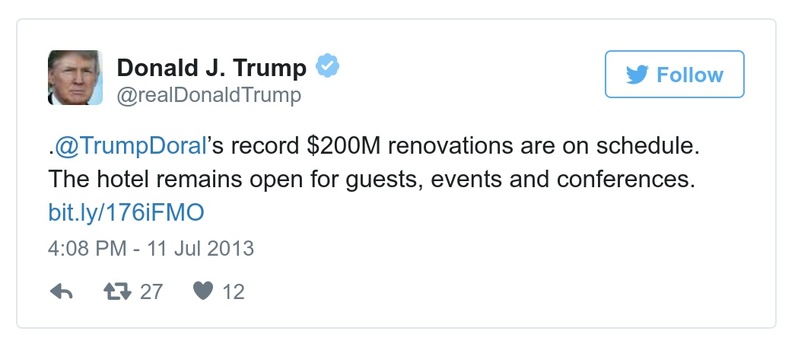 Donald J. Trump
@realDonaldTrump
Follow
.@TrumpDoral’s record $200M renovations are on schedule.
The hotel remains open for guests, events and conferences.
bit.ly/176iFMO
4:08 PM - 11 Jul 2013
27 12